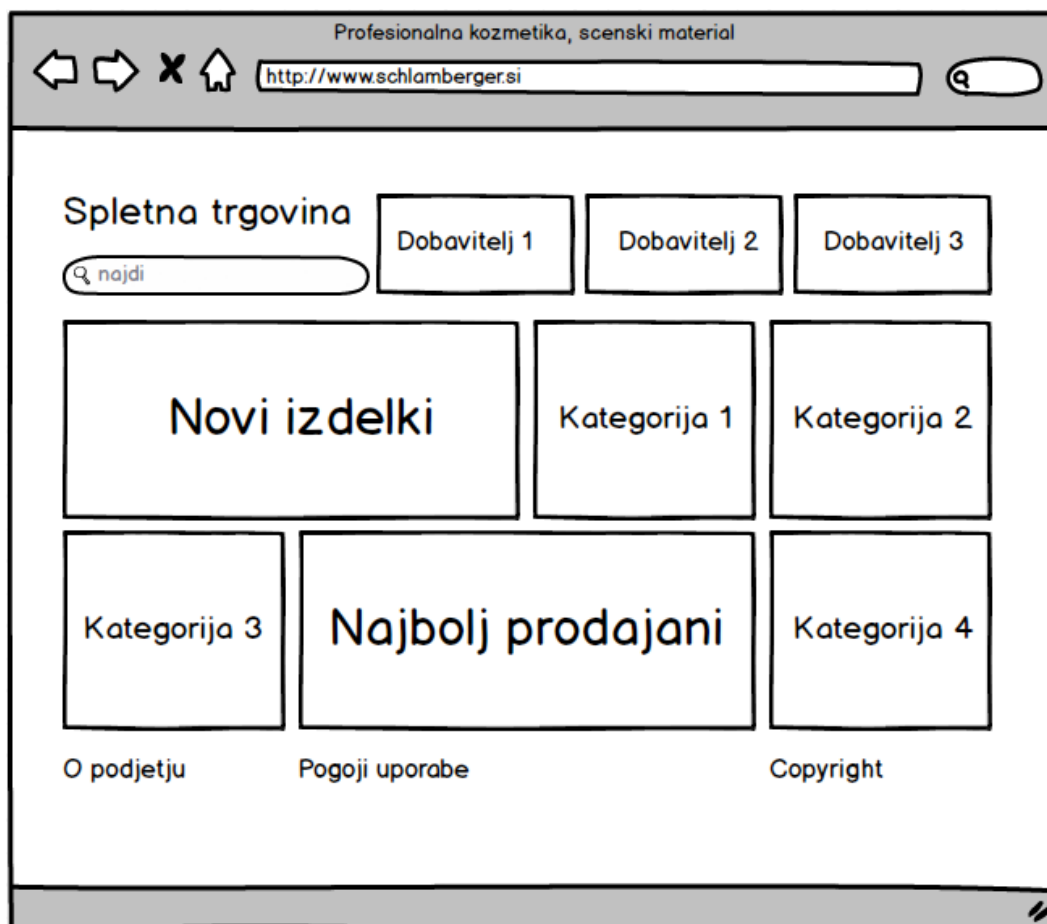 Profesionalna kozmetika, scenski material
http://www.schlamberger.si
Spletna trgovina
najdi
Dobavitelj 1
Dobavitelj 2
Dobavitelj 3
Novi izdelki
Kategorija 1
Kategorija 2
Kategorija 3
Najbolj prodajani
Kategorija 4
O podjetju
Pogoji uporabe
Copyright